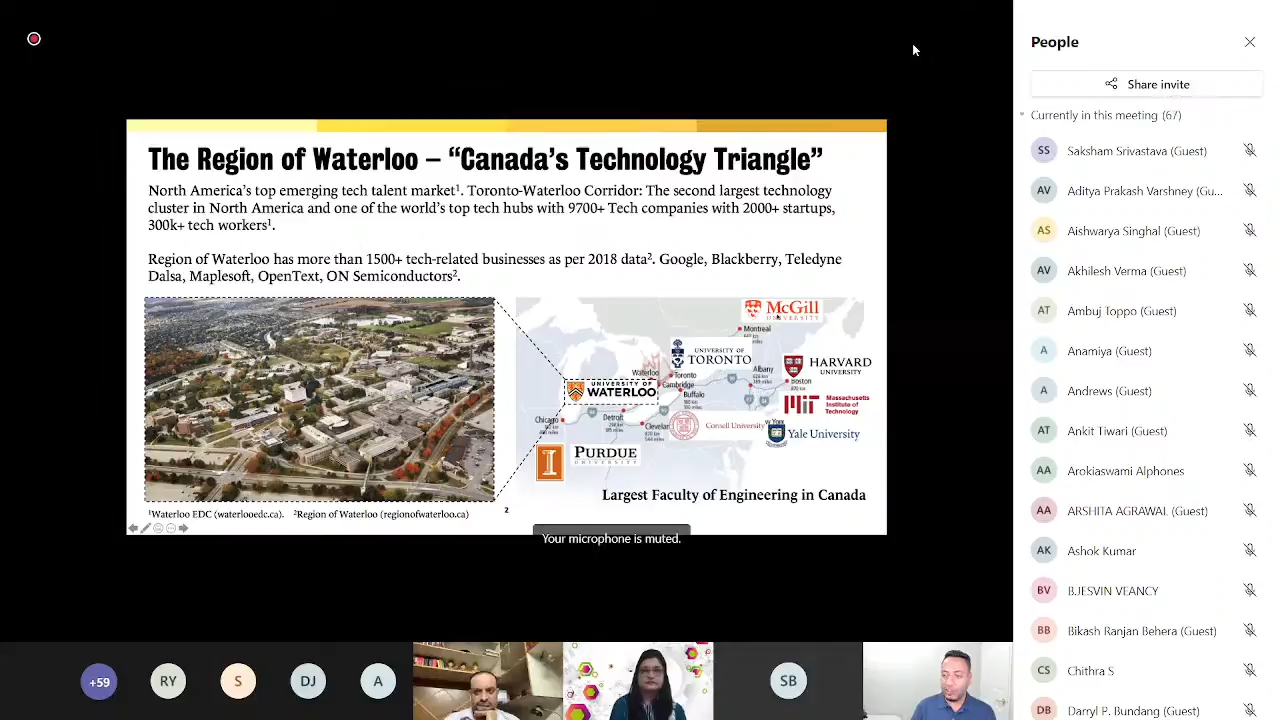 The Region of Waterloo – “Canada’s Technology Triangle”
North America’s top emerging tech talent market¹. Toronto-Waterloo Corridor: The second largest technology
cluster in North America and one of the world’s top tech hubs with 9700+ Tech companies with 2000+ startups,
300k+ tech workers¹.
Region of Waterloo has more than 1500+ tech-related businesses as per 2018 data². Google, Blackberry, Teledyne
Dalsa, Maplesoft, OpenText, ON Semiconductors².
McGill
UNIVERSITY
Montreal
UNIVERSITY OF
TORONTO
HARVARD
UNIVERSITY
Waterloo
Toronto
Cambridge
Albany
Boston
UNIVERSITY OF
WATERLOO
Buffalo
Massachusetts
Institute of
Technology
Chicago
Detroit
Cornell University
Yale University
PURDUE
UNIVERSITY
Largest Faculty of Engineering in Canada
¹Waterloo EDC (waterlooedc.ca). ²Region of Waterloo (regionofwaterloo.ca)
2
Your microphone is muted.
+59
RY
S
DJ
A
SB
People
Share invite
Currently in this meeting (67)
SS Saksham Srivastava (Guest)
AV Aditya Prakash Varshney (Gu...
AS Aishwarya Singhal (Guest)
AV Akhilesh Verma (Guest)
AT Ambuj Toppo (Guest)
A Anamiya (Guest)
A Andrews (Guest)
AT Ankit Tiwari (Guest)
AA Arokiaswami Alphones
AA ARSHITA AGRAWAL (Guest)
AK Ashok Kumar
BV BJESVIN VEANCY
BB Bikash Ranjan Behera (Guest)
CS Chithra S
DB Darryl P. Bundang (Guest)